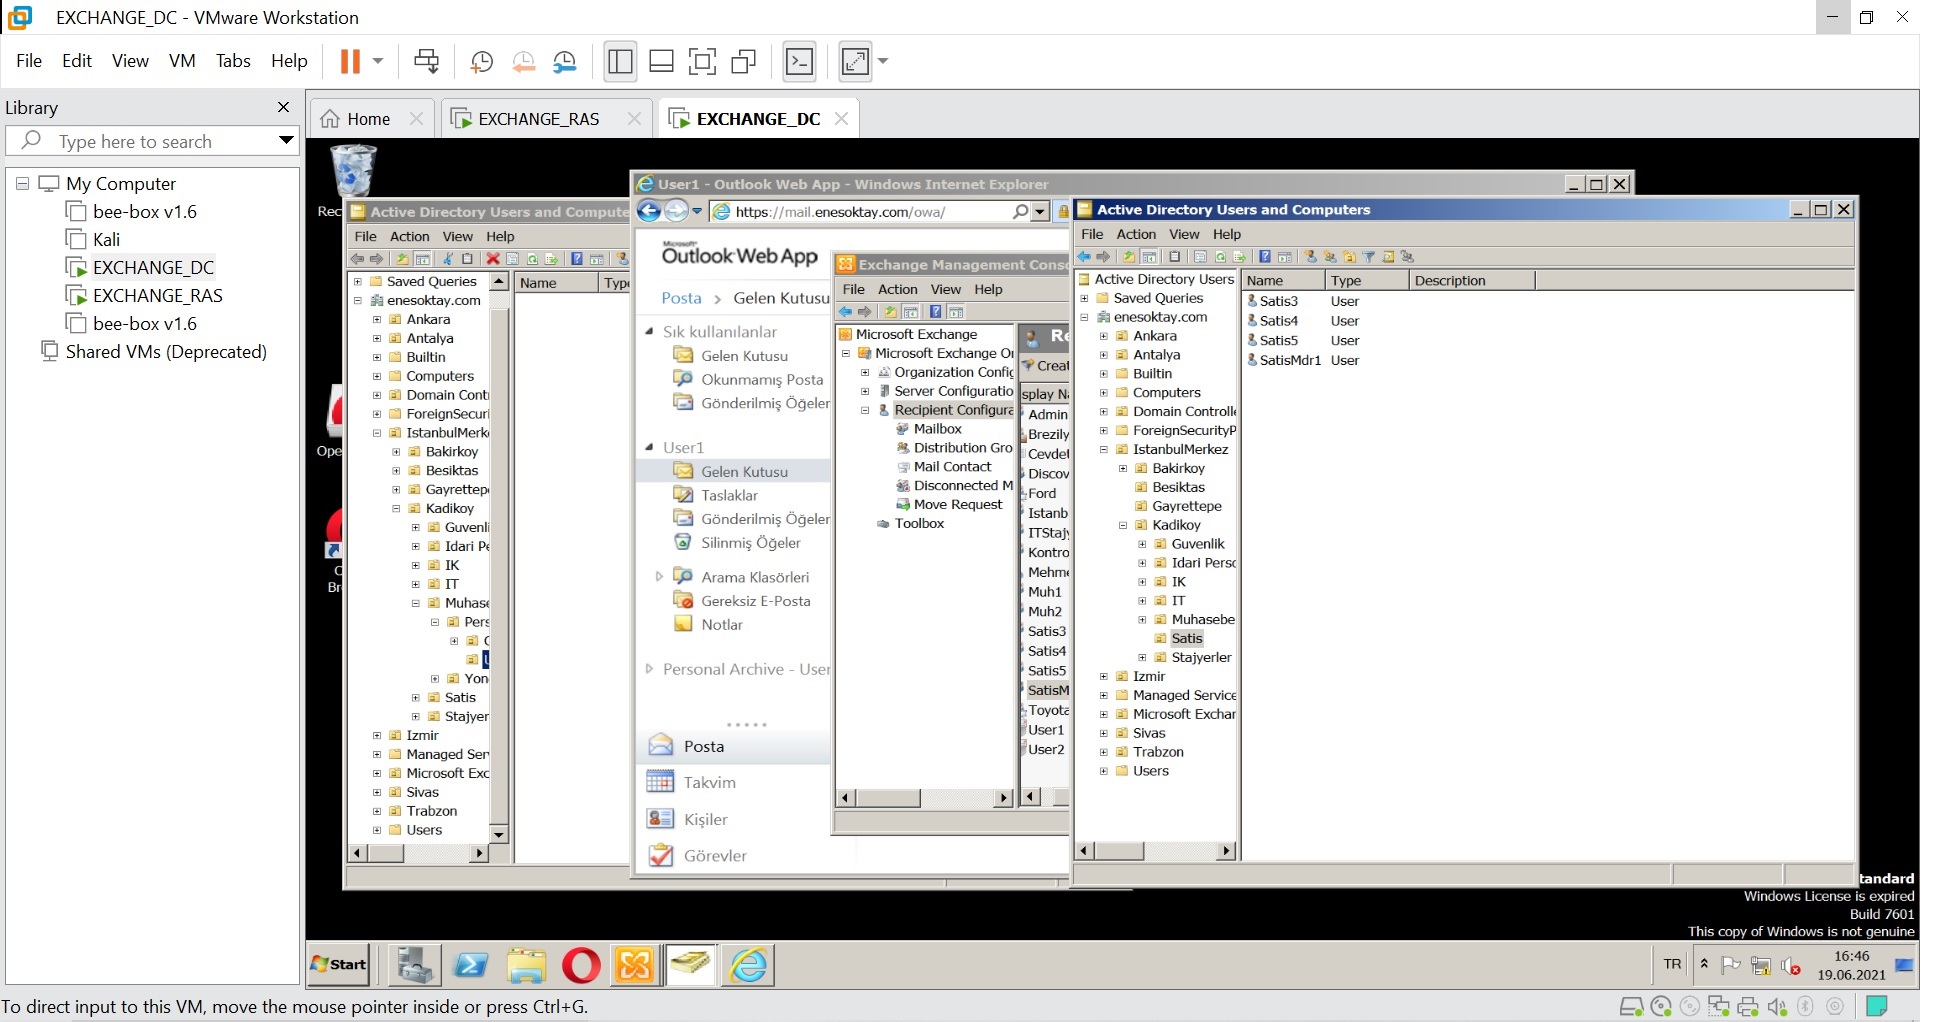 EXCHANGE_DC - VMware Workstation
File Edit View VM Tabs Help
Library
Type here to search
My Computer
bee-box v1.6
Kali
EXCHANGE_DC
EXCHANGE_RAS
bee-box v1.6
Shared VMs (Deprecated)
Home
EXCHANGE_RAS
EXCHANGE_DC
Rec
Ope
Br
Active Directory Users and Compute
File Action View Help
Saved Queries
enesoktay.com
Ankara
Antalya
Builtin
Computers
Domain Cont
ForeignSecuri
IstanbulMerk
Bakirkoy
Besiktas
Gayrettep
Kadikoy
Guvenli
Idari Pe
IK
IT
Muhase
Pers
Yon
Satis
Stajyer
Izmir
Managed Ser
Microsoft Exc
Sivas
Trabzon
Users
Name Type
User1 - Outlook Web App - Windows Internet Explorer
https://mail.enesoktay.com/owa/
Microsoft
Outlook Web App
Posta > Gelen Kutusu
Sık kullanılanlar
Gelen Kutusu
Okunmamış Posta
Gönderilmiş Öğeler
User1
Gelen Kutusu
Taslaklar
Gönderilmiş Öğeler
Silinmiş Öğeler
Arama Klasörleri
Gereksiz E-Posta
Notlar
Personal Archive - User
Posta
Takvim
Kişiler
Görevler
Exchange Management Conso
File Action View Help
Microsoft Exchange
Microsoft Exchange Or
Organization Config
Server Configuratio
Recipient Configura
Mailbox
Distribution Gro
Mail Contact
Disconnected M
Move Request
Toolbox
Re
Creat
splay Na
Admin
Brezily
Cevdet
Discov
Ford
Istanb
ITStajy
Kontro
Mehme
Muh1
Muh2
Satis3
Satis4
Satis5
SatisM
Toyota
User1
User2
Active Directory Users and Computers
File Action View Help
Active Directory Users
Saved Queries
enesoktay.com
Ankara
Antalya
Builtin
Computers
Domain Controlle
ForeignSecurityP
IstanbulMerkez
Bakirkoy
Besiktas
Gayrettepe
Kadikoy
Guvenlik
Idari Perso
IK
IT
Muhasebe
Satis
Stajyerler
Izmir
Managed Service
Microsoft Exchar
Sivas
Trabzon
Users
Name Type Description
Satis3 User
Satis4 User
Satis5 User
SatisMdr1 User
tandard
Windows License is expired
Build 7601
This copy of Windows is not genuine
Start
TR
16:46
19.06.2021
To direct input to this VM, move the mouse pointer inside or press Ctrl+G.